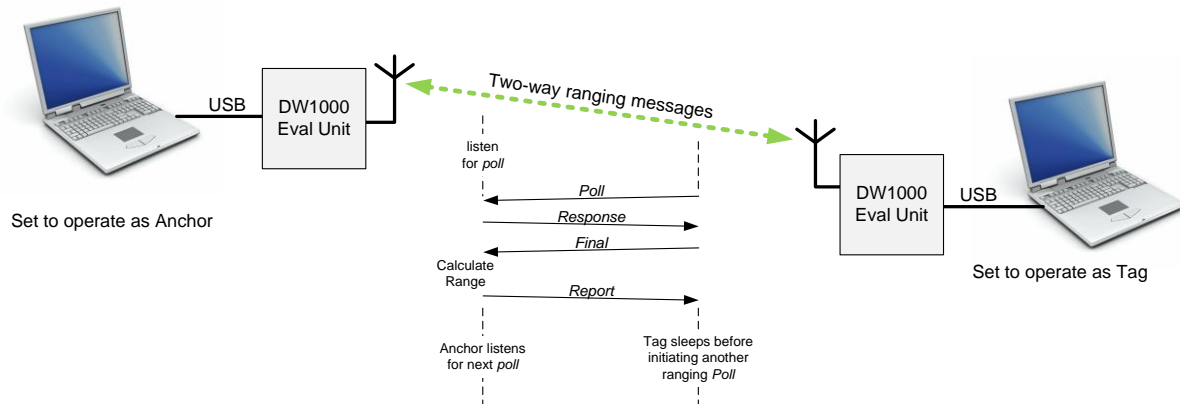 USB
DW1000
Eval Unit
Two-way ranging messages
listen
for poll
DW1000
Eval Unit
USB
Poll
Response
Final
Set to operate as Anchor
Calculate
Range
Set to operate as Tag
Report
Anchor listens
for next poll
Tag sleeps before
initiating another
ranging Poll